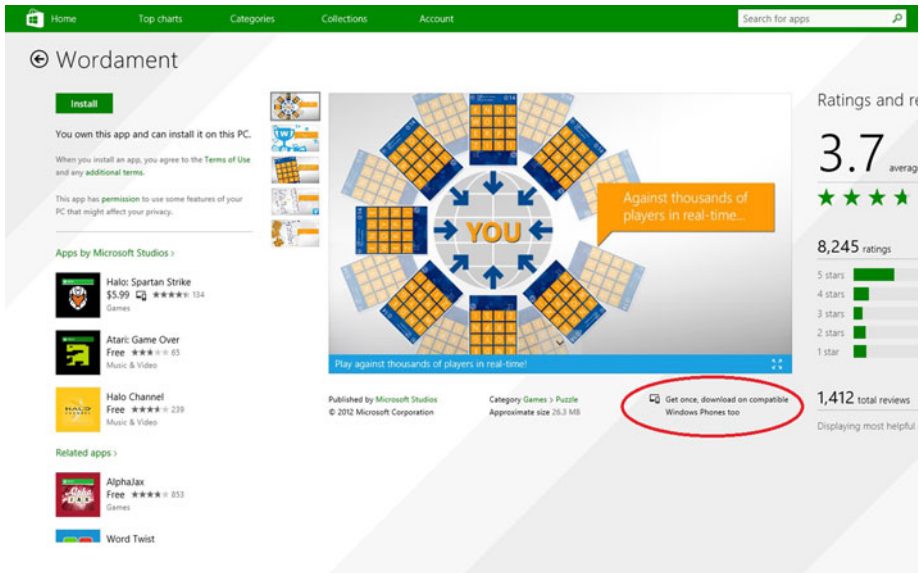 Home Top charts Categories Collections Account Search for apps
Wordament
Install
You own this app and can install it on this PC.
When you install an app, you agree to the Terms of Use
and any additional terms.
This app has permission to use some features of your
PC that might affect your privacy.
Apps by Microsoft Studios >
Halo: Spartan Strike
$5.99 134
Games
Atari: Game Over
Free 65
Music & Video
HALO
CHANNEL
Halo Channel
Free 239
Music & Video
Related apps >
AlphaJax
Free 853
Games
Word Twist
YOU
Against thousands of
players in real-time...
Play against thousands of players in real-time!
Published by Microsoft Studios
© 2012 Microsoft Corporation
Category Games > Puzzle
Approximate size 26.3 MB
Get once, download on compatible
Windows Phones too
Ratings and re
3.7 average
8,245 ratings
5 stars
4 stars
3 stars
2 stars
1 star
1,412 total reviews
Displaying most helpful